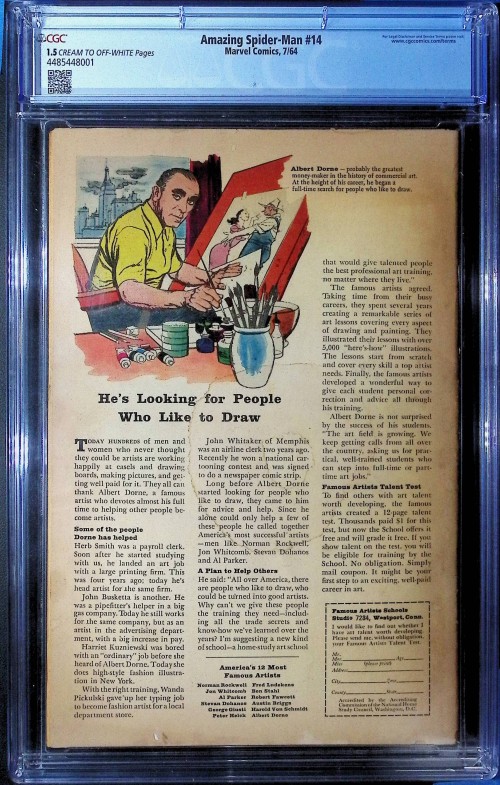 CGC
1.5 CREAM TO OFF-WHITE Pages
4485448001
Amazing Spider-Man #14
Marvel Comics, 7/64
www.cgccomics.com/terms
Albert Dorne – probably the greatest
money-maker in the history of commercial art.
At the height of his career, he began a
full-time search for people who like to draw.
He's Looking for People
Who Like to Draw
TODAY HUNDREDS of men and
women who never thought
they could be artists are working
happily at easels and drawing
boards, making pictures, and get-
ting well paid for it. They all can
thank Albert Dorne, a famous
artist who devotes almost his full
time to helping other people be-
come artists.
Some of the people
Dorne has helped
Herb Smith was a payroll clerk.
Soon after he started studying
with us, he landed an art job
with a large printing firm. This
was four years ago; today he's
head artist for the same firm.
John Busketta is another. He
was a pipefitter's helper in a big
gas company. Today he still works
for the same company, but as an
artist in the advertising depart-
ment, with a big increase in pay.
Harriet Kuzniewski was bored
with an "ordinary" job before she
heard of Albert Dorne. Today she
does high-style fashion illustra-
tion in New York.
With the right training, Wanda
Pickulski gave up her typing job
to become fashion artist for a local
department store.
John Whitaker of Memphis
was an airline clerk two years ago.
Recently he won a national car-
tooning contest and was signed
to do a newspaper comic strip.
Long before Albert Dorne
started looking for people who
like to draw, they came to him
for advice and help. Since he
alone could only help a few of
these people he called together
America's most successful artists
—men like Norman Rockwell,
Jon Whitcomb, Stevan Dohanos
and Al Parker.
A Plan to Help Others
He said: "All over America, there
are people who like to draw, who
could be turned into good artists.
Why can't we give these people
the training they need—includ-
ing all the trade secrets and
know-how we've learned over the
years? I'm suggesting a new kind
of school—a home-study art school
America's 12 Most
Famous Artists
Norman Rockwell Fred Ludekens
Jon Whitcomb Ben Stahl
Al Parker Robert Fawcett
Stevan Dohanos Austin Briggs
George Giusti Harold Von Schmidt
Peter Helck Albert Dorne
that would give talented people
the best professional art training,
no matter where they live."
The famous artists agreed.
Taking time from their busy
careers, they spent several years
creating a remarkable series of
art lessons covering every aspect
of drawing and painting. They
illustrated their lessons with over
5,000 "here's-how" illustrations.
The lessons start from scratch
and cover every skill a top artist
needs. Finally, the famous artists
developed a wonderful way to
give each student personal cor-
rection and advice all through
his training.
Albert Dorne is not surprised
by the success of his students.
"The art field is growing. We
keep getting calls from all over
the country, asking us for prac-
tical, well-trained students who
can step into full-time or part-
time art jobs."
Famous Artists Talent Test
To find others with art talent
worth developing, the famous
artists created a 12-page talent
test. Thousands paid $1 for this
test, but now the School offers it
free and will grade it free. If you
show talent on the test, you will
be eligible for training by the
School. No obligation. Simply
mail coupon. It might be your
first step to an exciting, well-paid
career in art.
Famous Artists Schools
Studio 7234, Westport, Conn.
I would like to find out whether I
have art talent worth developing.
Please send me, without obligation,
your Famous Artists Talent Test.
Mr.
Mrs. Age
Miss (please print)
Address
City Zone
County State
Accredited by the Accrediting
Commission of the National Home
Study Council, Washington, D.C.